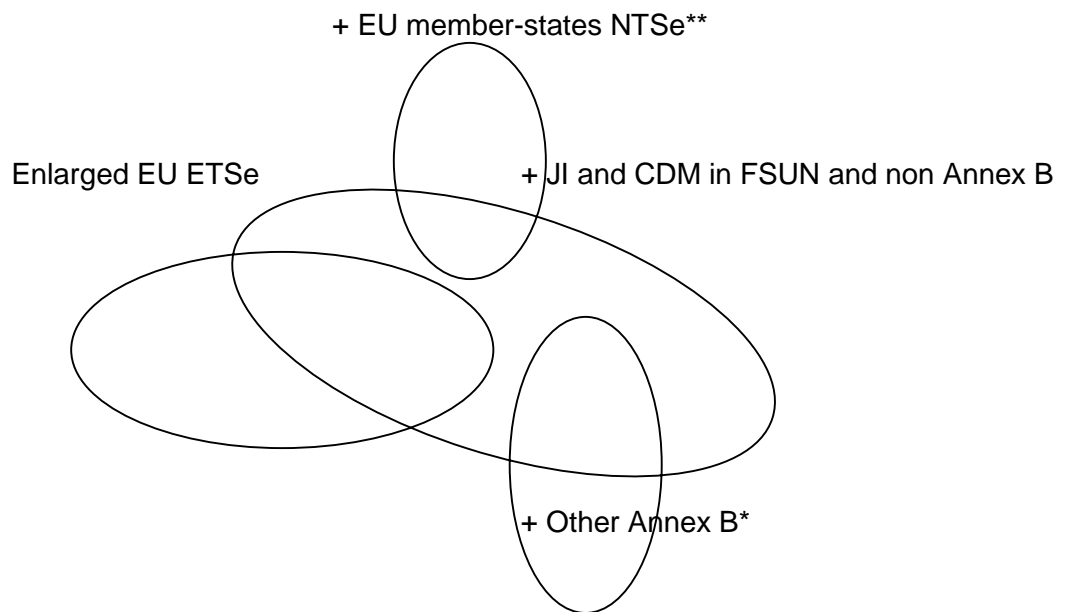 + EU member-states NTSe**
Enlarged EU ETSe
+ JI and CDM in FSUN and non Annex B
+ Other Annex B*